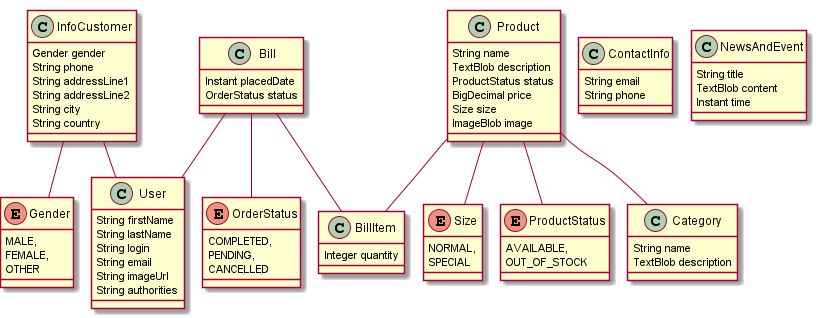 C InfoCustomer
Gender gender
String phone
String addressLine1
String addressLine2
String city
String country
C Bill
Instant placedDate
OrderStatus status
C Product
String name
TextBlob description
ProductStatus status
BigDecimal price
Size size
ImageBlob image
C ContactInfo
String email
String phone
C NewsAndEvent
String title
TextBlob content
Instant time
E Gender
MALE,
FEMALE,
OTHER
C User
String firstName
String lastName
String login
String email
String imageUrl
String authorities
E OrderStatus
COMPLETED,
PENDING,
CANCELLED
C BillItem
Integer quantity
E Size
NORMAL,
SPECIAL
E ProductStatus
AVAILABLE,
OUT_OF_STOCK
C Category
String name
TextBlob description